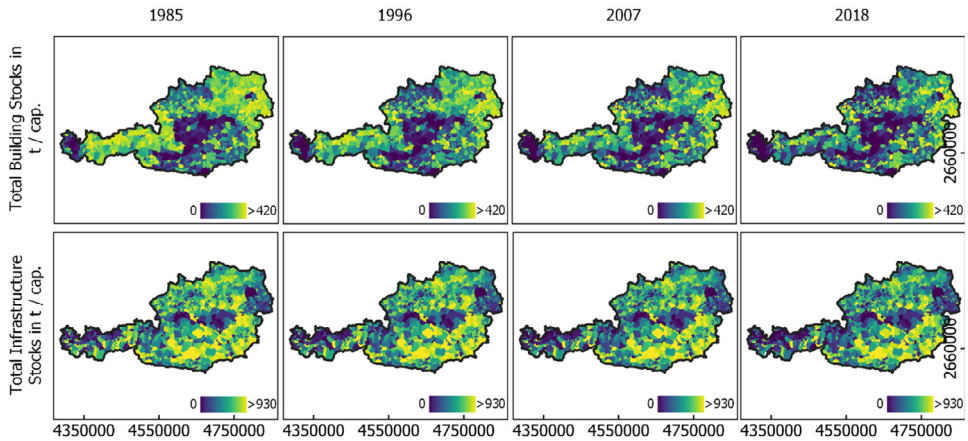 1985 1996 2007 2018
Total Building Stocks in
t / cap.
0 >420 0 >420 0 >420 0 >420
2660000
Total Infrastructure
Stocks in t / cap.
0 >930 0 >930 0 >930 0 >930
2660000
4350000 4550000 4750000 4350000 4550000 4750000 4350000 4550000 4750000 4350000 4550000 4750000